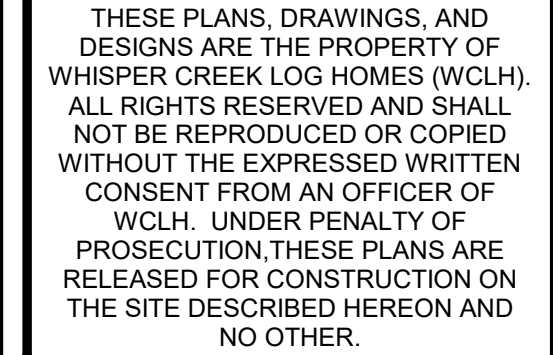 THESE PLANS, DRAWINGS, AND
DESIGNS ARE THE PROPERTY OF
WHISPER CREEK LOG HOMES (WCLH).
ALL RIGHTS RESERVED AND SHALL
NOT BE REPRODUCED OR COPIED
WITHOUT THE EXPRESSED WRITTEN
CONSENT FROM AN OFFICER OF
WCLH.  UNDER PENALTY OF
PROSECUTION,THESE PLANS ARE
RELEASED FOR CONSTRUCTION ON
THE SITE DESCRIBED HEREON AND
NO OTHER.